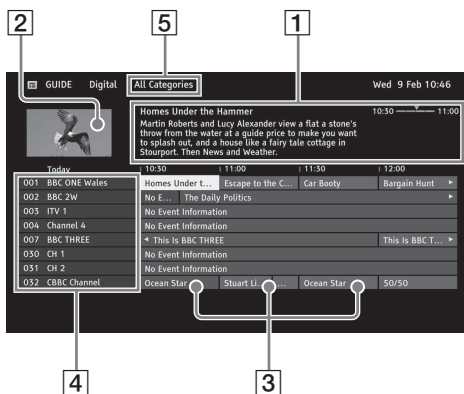 2 5 1
GUIDE Digital All Categories Wed 9 Feb 10:46
Homes Under the Hammer 10:30 11:00
Martin Roberts and Lucy Alexander view a flat a stone's
throw from the water at a guide price to make you want
to splash out, and a house like a fairy tale cottage in
Stourport. Then News and Weather.
Today 10:30 11:00 11:30 12:00
001 BBC ONE Wales Homes Under t... Escape to the C... Car Booty Bargain Hunt
002 BBC 2W No E... The Daily Politics
003 ITV 1 No Event Information
004 Channel 4 No Event Information
007 BBC THREE This Is BBC THREE This Is BBC T...
030 CH 1 No Event Information
031 CH 2 No Event Information
032 CBBC Channel Ocean Star Stuart Li... ... Ocean Star 50/50
4 3